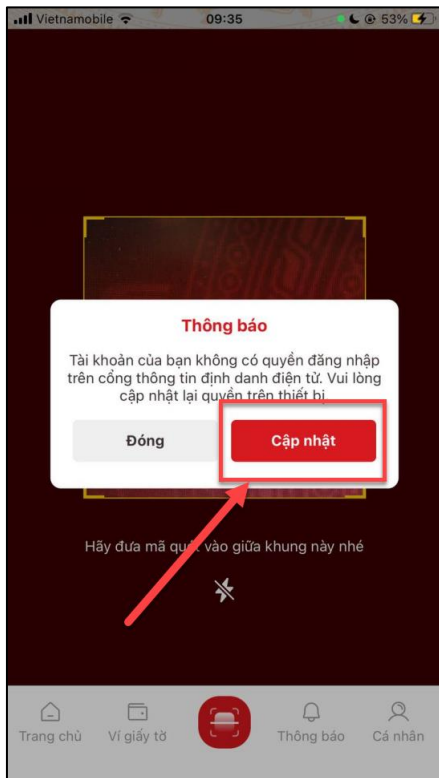 Vietnamobile 09:35 53%
Thông báo
Tài khoản của bạn không có quyền đăng nhập
trên cổng thông tin định danh điện tử. Vui lòng
cập nhật lại quyền trên thiết bị
Đóng Cập nhật
Hãy đưa mã quét vào giữa khung này nhé
Trang chủ Ví giấy tờ Thông báo Cá nhân